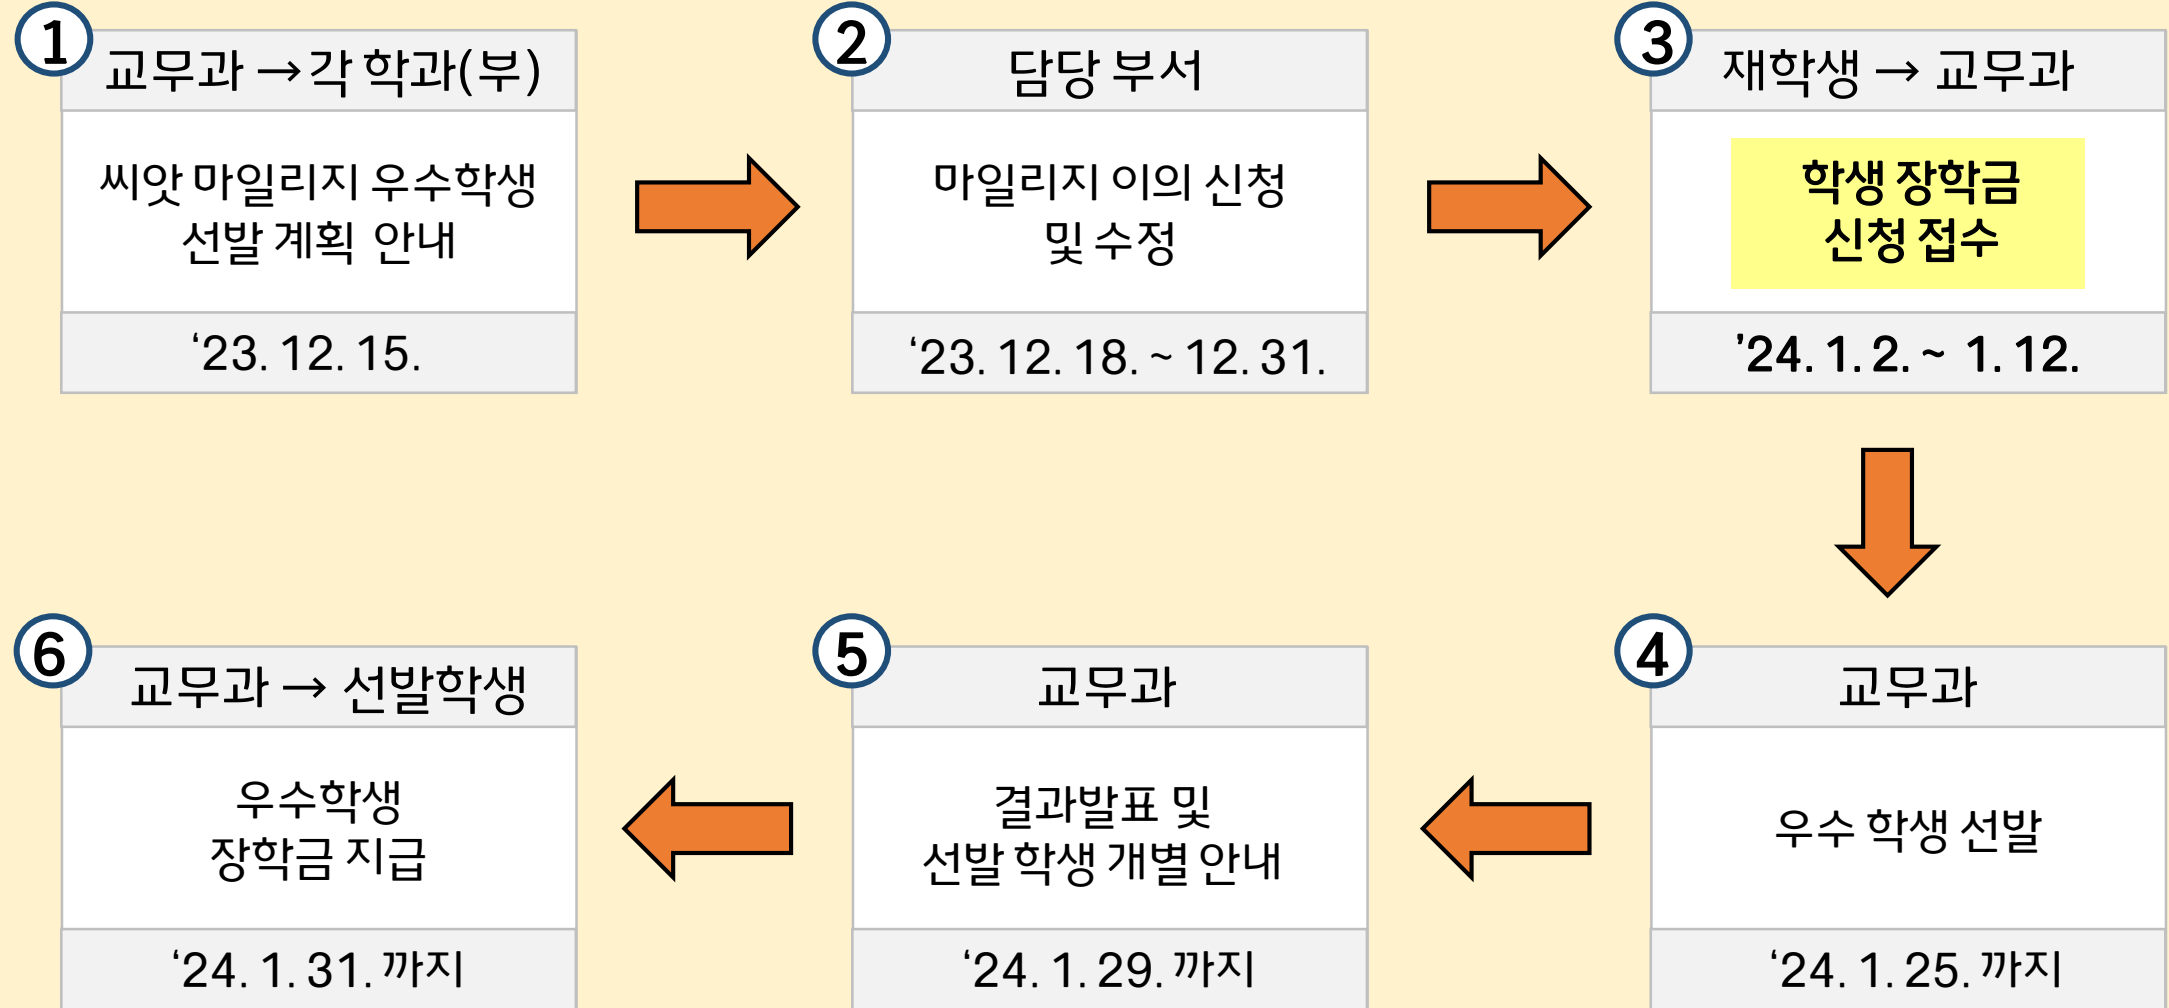 ①
교무과 → 각 학과(부)
씨앗 마일리지 우수학생
선발 계획 안내
‘23. 12. 15.
②
담당 부서
마일리지 이의 신청
및 수정
‘23. 12. 18. ~ 12. 31.
③
재학생 → 교무과
학생 장학금
신청 접수
’24. 1. 2. ~ 1. 12.
④
교무과
우수 학생 선발
‘24. 1. 25. 까지
⑤
교무과
결과발표 및
선발 학생 개별 안내
‘24. 1. 29. 까지
⑥
교무과 → 선발학생
우수학생
장학금 지급
‘24. 1. 31. 까지